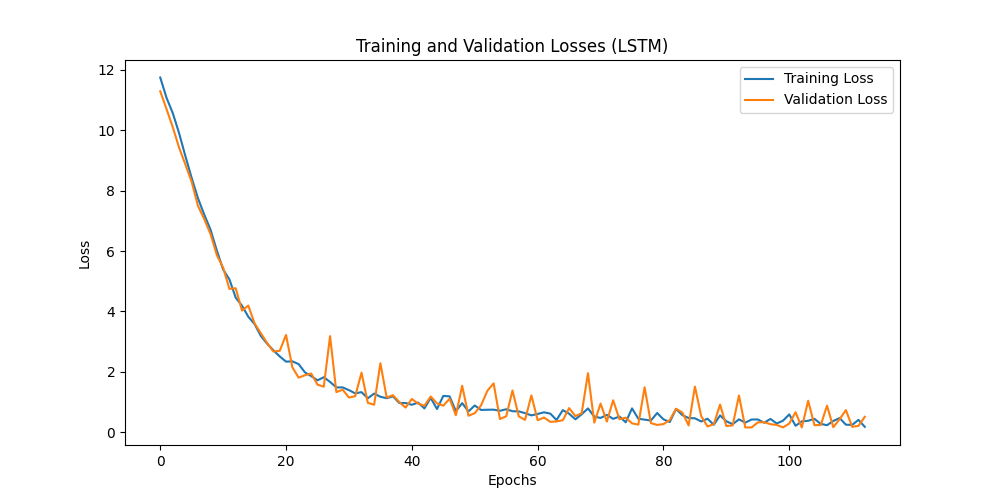 Training and Validation Losses (LSTM)
Training Loss
Validation Loss
12
10
8
6
4
2
0
Loss
0 20 40 60 80 100
Epochs